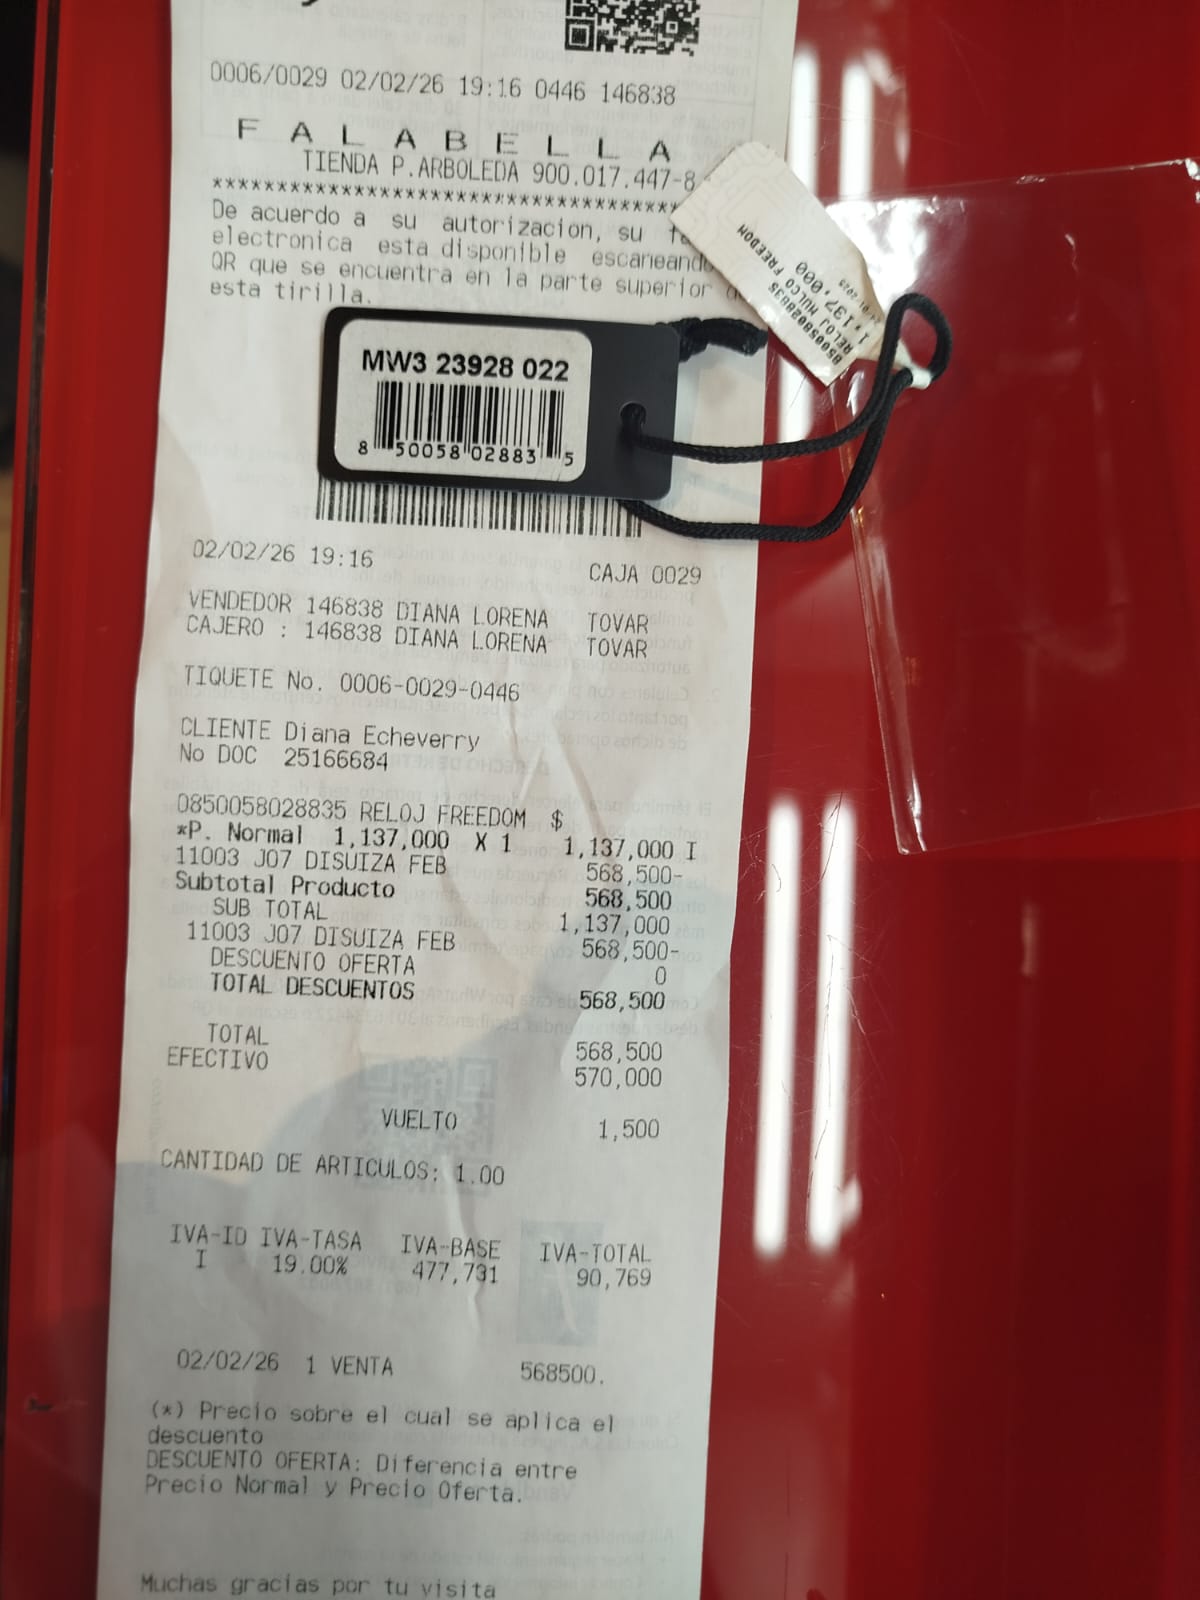 0006/0029 02/02/26 19:16 0446 146838
F A L A B E L L A
TIENDA P.ARBOLEDA 900.017.447-8
****************************************
De acuerdo a su autorizacion, su
electronica esta disponible escaneando
QR que se encuentra en la parte superior
esta tirilla.
850058028835
RELOJ MULCO FREEDOM
1,137,000
MW3 23928 022
8 50058 02883 5
02/02/26 19:16 CAJA 0029
VENDEDOR 146838 DIANA LORENA TOVAR
CAJERO : 146838 DIANA LORENA TOVAR
TIQUETE No. 0006-0029-0446
CLIENTE Diana Echeverry
No DOC 25166684
0850058028835 RELOJ FREEDOM $
*P. Normal 1,137,000 X 1 1,137,000 I
11003 J07 DISUIZA FEB 568,500-
Subtotal Producto 568,500
SUB TOTAL 1,137,000
11003 J07 DISUIZA FEB 568,500-
DESCUENTO OFERTA 0
TOTAL DESCUENTOS 568,500
TOTAL 568,500
EFECTIVO 570,000
VUELTO 1,500
CANTIDAD DE ARTICULOS: 1.00
IVA-ID IVA-TASA IVA-BASE IVA-TOTAL
I 19.00% 477,731 90,769
02/02/26 1 VENTA 568500.
(*) Precio sobre el cual se aplica el
descuento
DESCUENTO OFERTA: Diferencia entre
Precio Normal y Precio Oferta.
Muchas gracias por tu visita